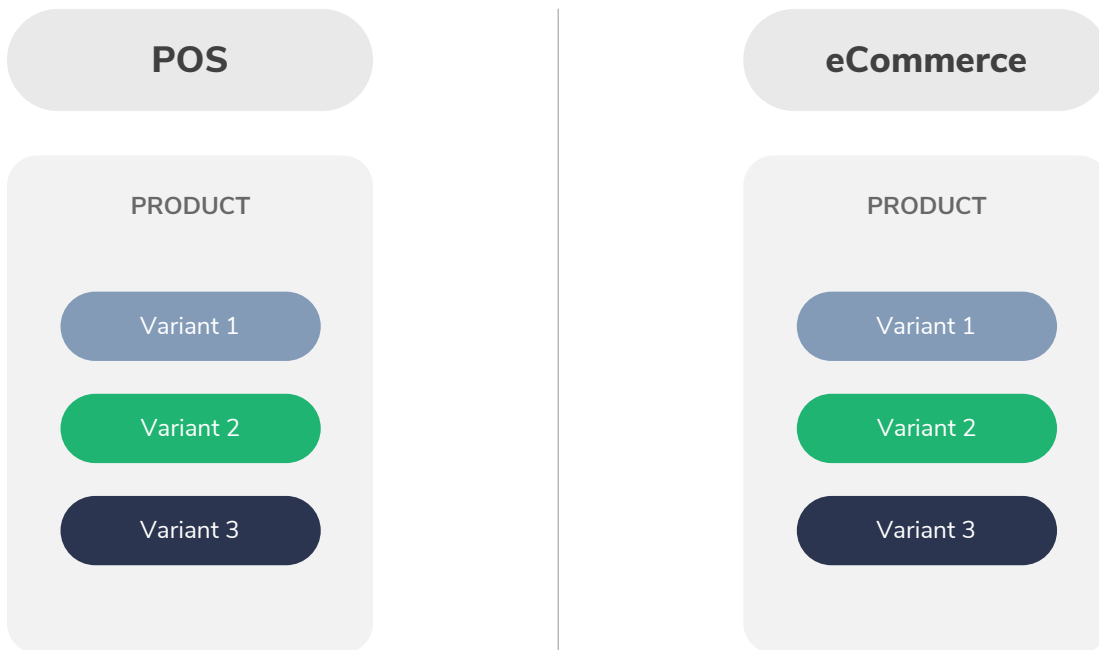 POS
PRODUCT
Variant 1
Variant 2
Variant 3
eCommerce
PRODUCT
Variant 1
Variant 2
Variant 3